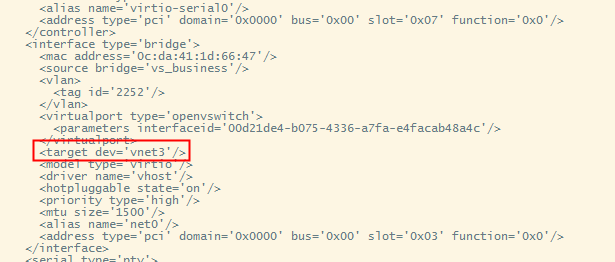 <alias name='virtio-serial0'/>
<address type='pci' domain='0x0000' bus='0x00' slot='0x07' function='0x0'/>
</controller>
<interface type='bridge'>
<mac address='0c:da:41:1d:66:47'/>
<source bridge='vs_business'/>
<vlan>
<tag id='2252'/>
</vlan>
<virtualport type='openvswitch'>
<parameters interfaceid='00d21de4-b075-4336-a7fa-e4facab48a4c'/>
</virtualport>
<target dev='vnet3'/>
<model type='virtio'/>
<driver name='vhost'/>
<hotpluggable state='on'/>
<priority type='high'/>
<mtu size='1500'/>
<alias name='net0'/>
<address type='pci' domain='0x0000' bus='0x00' slot='0x03' function='0x0'/>
</interface>
<serial type='pty'>